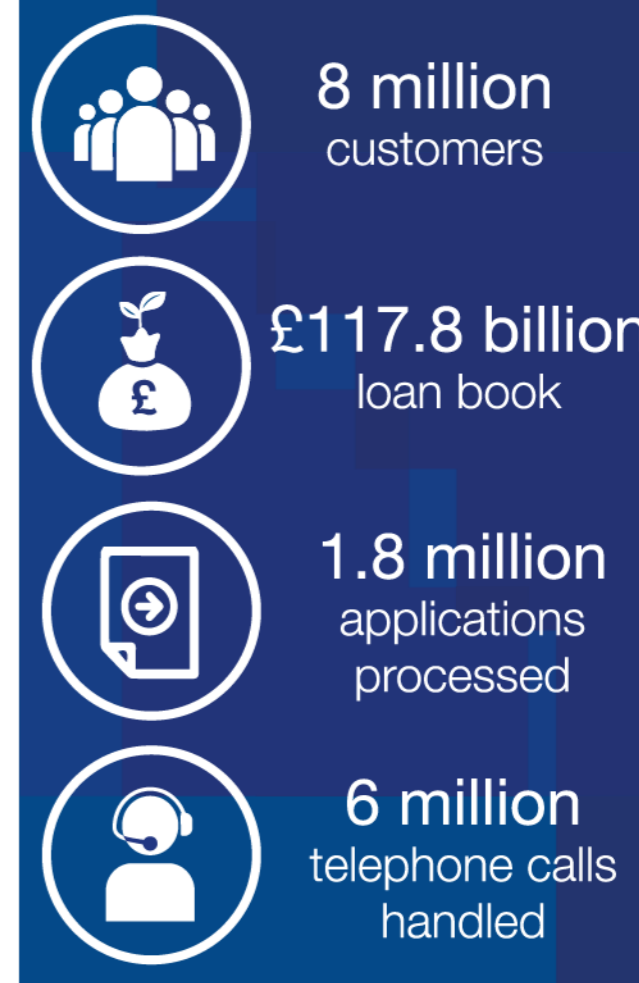 8 million
customers
£
£117.8 billion
loan book
1.8 million
applications
processed
6 million
telephone calls
handled